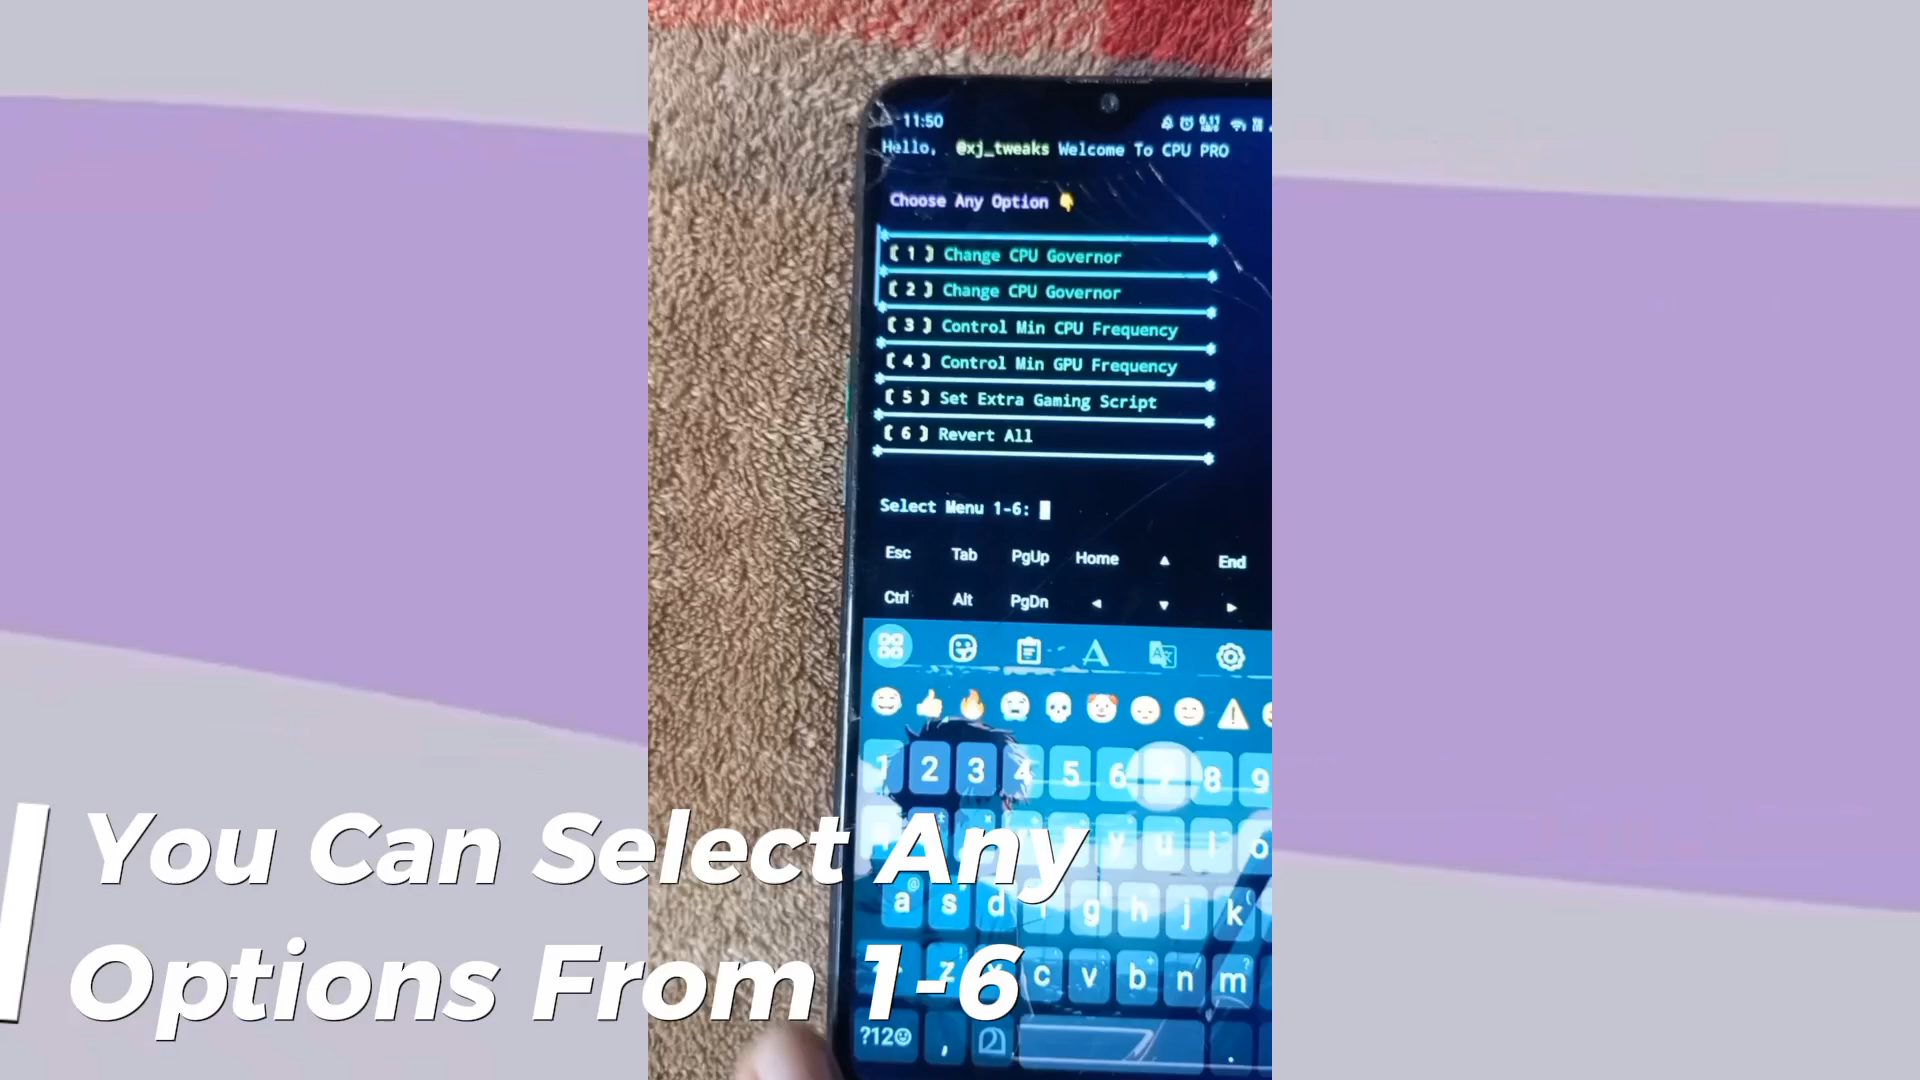 11:50
Hello, @xj_tweaks Welcome To CPU PRO
Choose Any Option 👇
[ 1 ] Change CPU Governor
[ 2 ] Change CPU Governor
[ 3 ] Control Min CPU Frequency
[ 4 ] Control Min GPU Frequency
[ 5 ] Set Extra Gaming Script
[ 6 ] Revert All
Select Menu 1-6:
Esc Tab PgUp Home ▲ End
Ctrl Alt PgDn ◄ ▼ ►
1 2 3 4 5 6 7 8 9
y u i o
a s d f g h j k
z x c v b n m
?12☺ , .
You Can Select Any
Options From 1-6